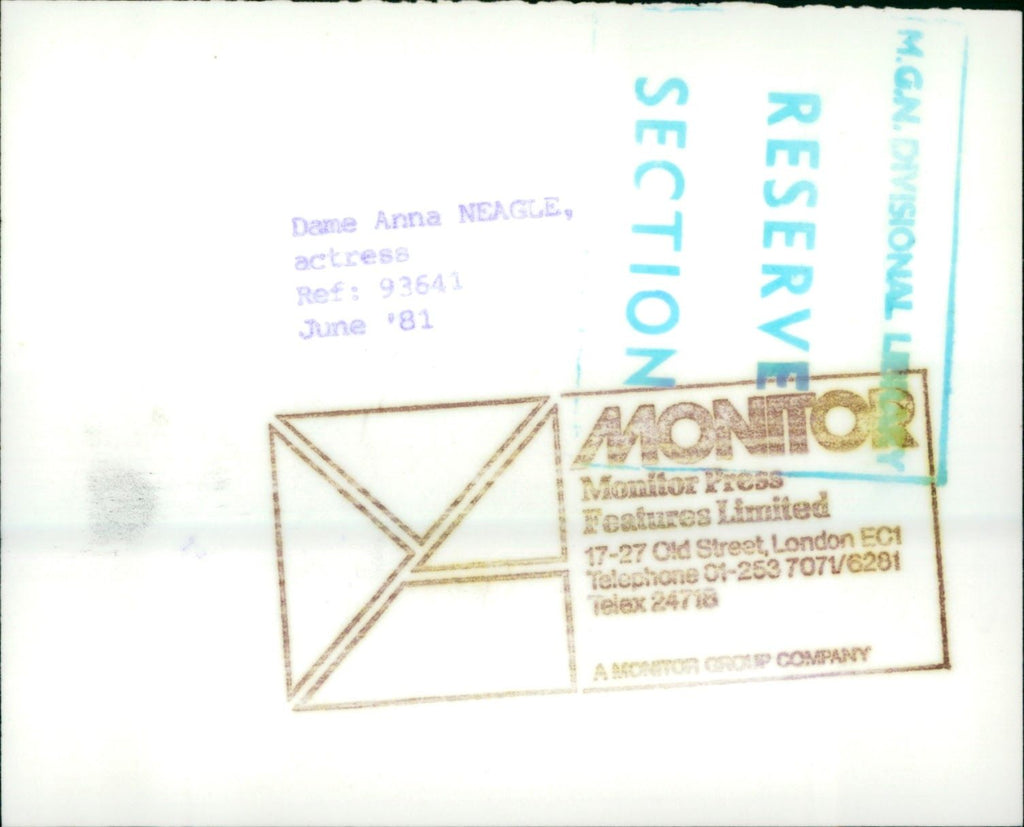 M.G.N. DIVISIONAL LIBRARY
RESERVE
SECTION
Dame Anna NEAGLE,
actress
Ref: 93641
June '81
MONITOR
Monitor Press
Features Limited
17-27 Old Street, London EC1
Telephone 01-253 7071/6281
Telex 24718
A MONITOR GROUP COMPANY